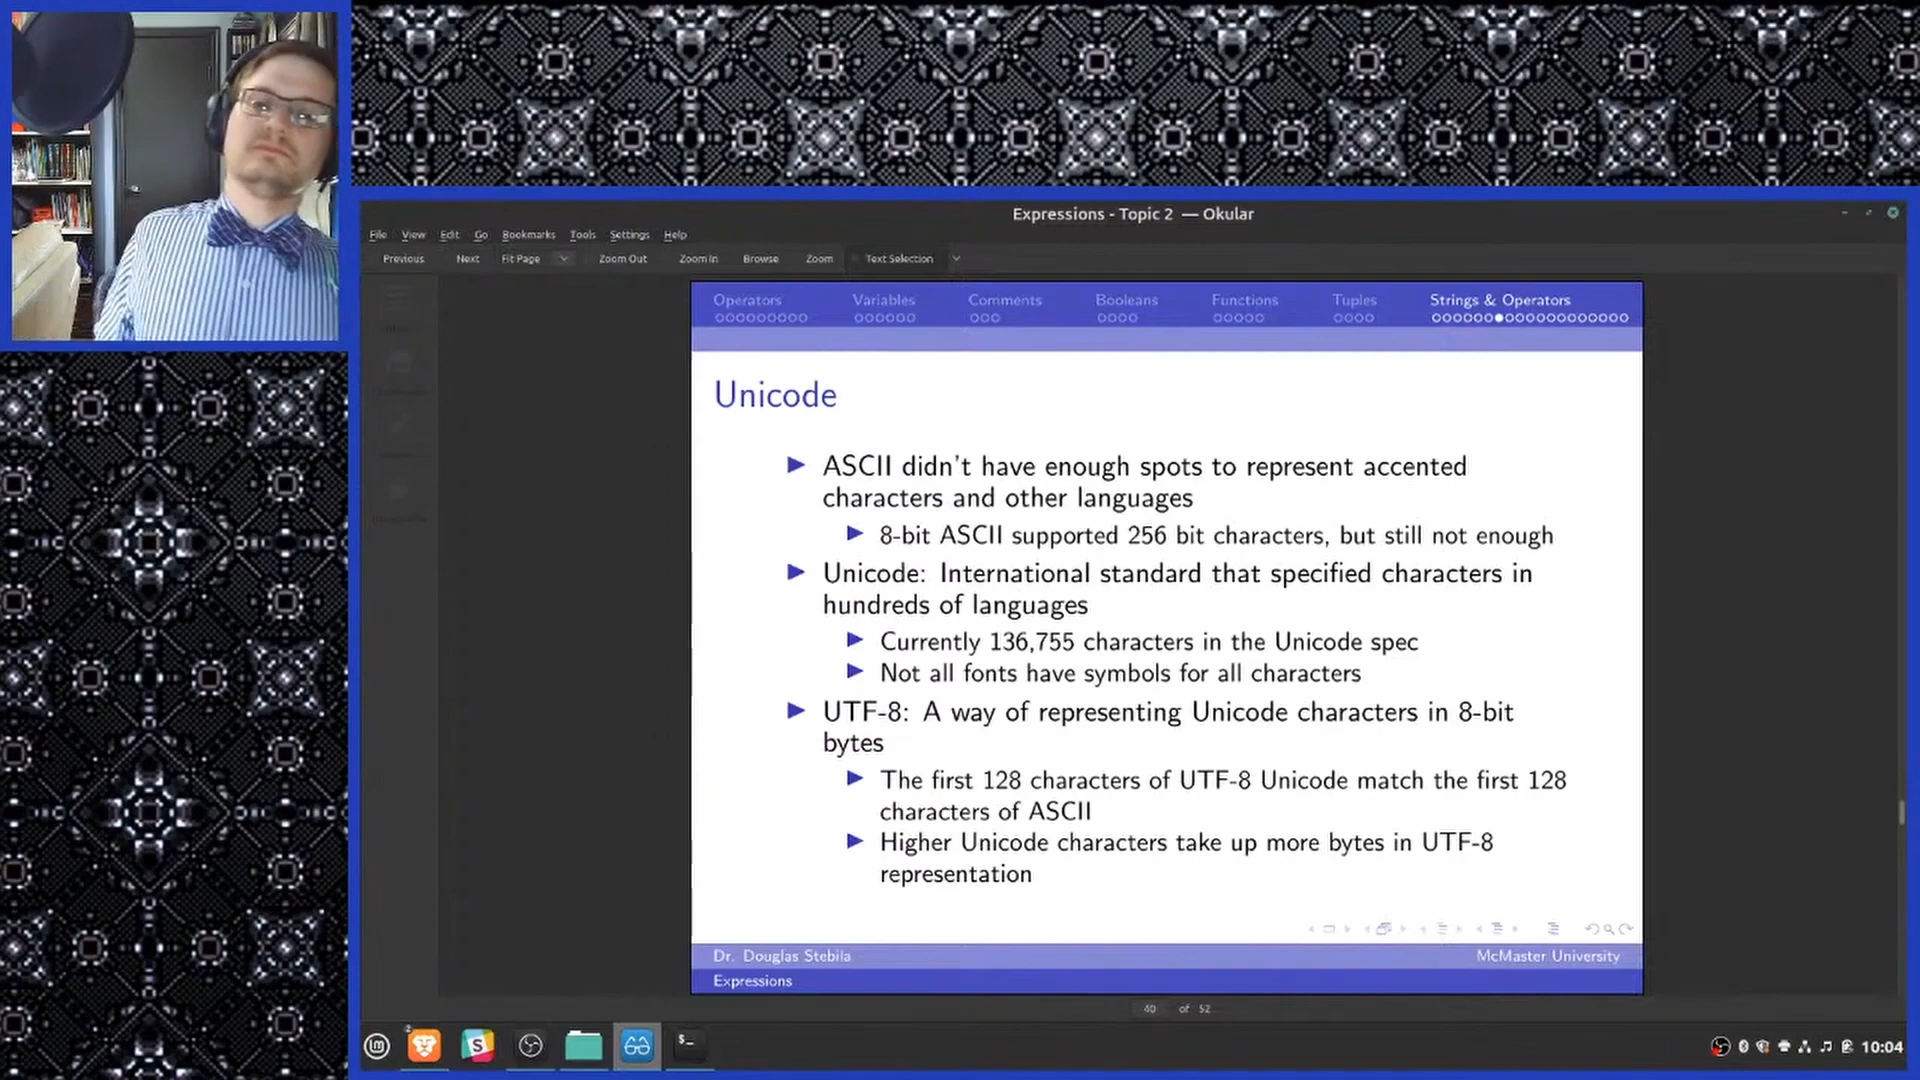 Expressions - Topic 2 — Okular
File View Edit Go Bookmarks Tools Settings Help
Previous Next Fit Page Zoom Out Zoom In Browse Zoom Text Selection
Operators Variables Comments Booleans Functions Tuples Strings & Operators
Unicode
ASCII didn't have enough spots to represent accented
characters and other languages
8-bit ASCII supported 256 bit characters, but still not enough
Unicode: International standard that specified characters in
hundreds of languages
Currently 136,755 characters in the Unicode spec
Not all fonts have symbols for all characters
UTF-8: A way of representing Unicode characters in 8-bit
bytes
The first 128 characters of UTF-8 Unicode match the first 128
characters of ASCII
Higher Unicode characters take up more bytes in UTF-8
representation
Dr. Douglas Stebila McMaster University
Expressions
40 of 52
2
S
$_
10:04